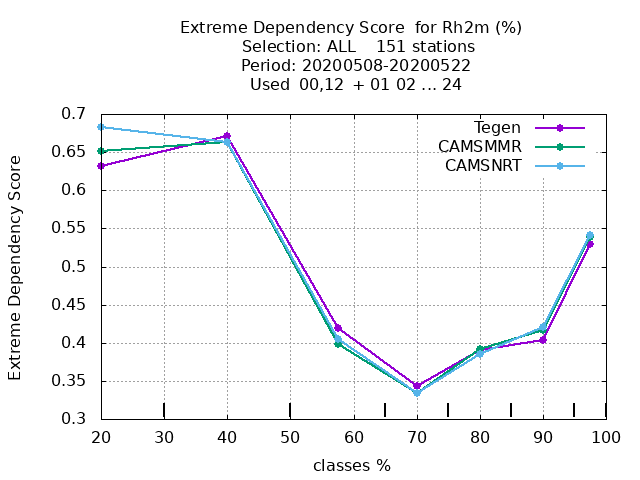 Extreme Dependency Score  for Rh2m (%)
Selection: ALL    151 stations
Period: 20200508-20200522
Used  00,12  + 01 02 ... 24
Extreme Dependency Score
0.7
0.65
0.6
0.55
0.5
0.45
0.4
0.35
0.3
Tegen
CAMSMMR
CAMSNRT
20 30 40 50 60 70 80 90 100
classes %